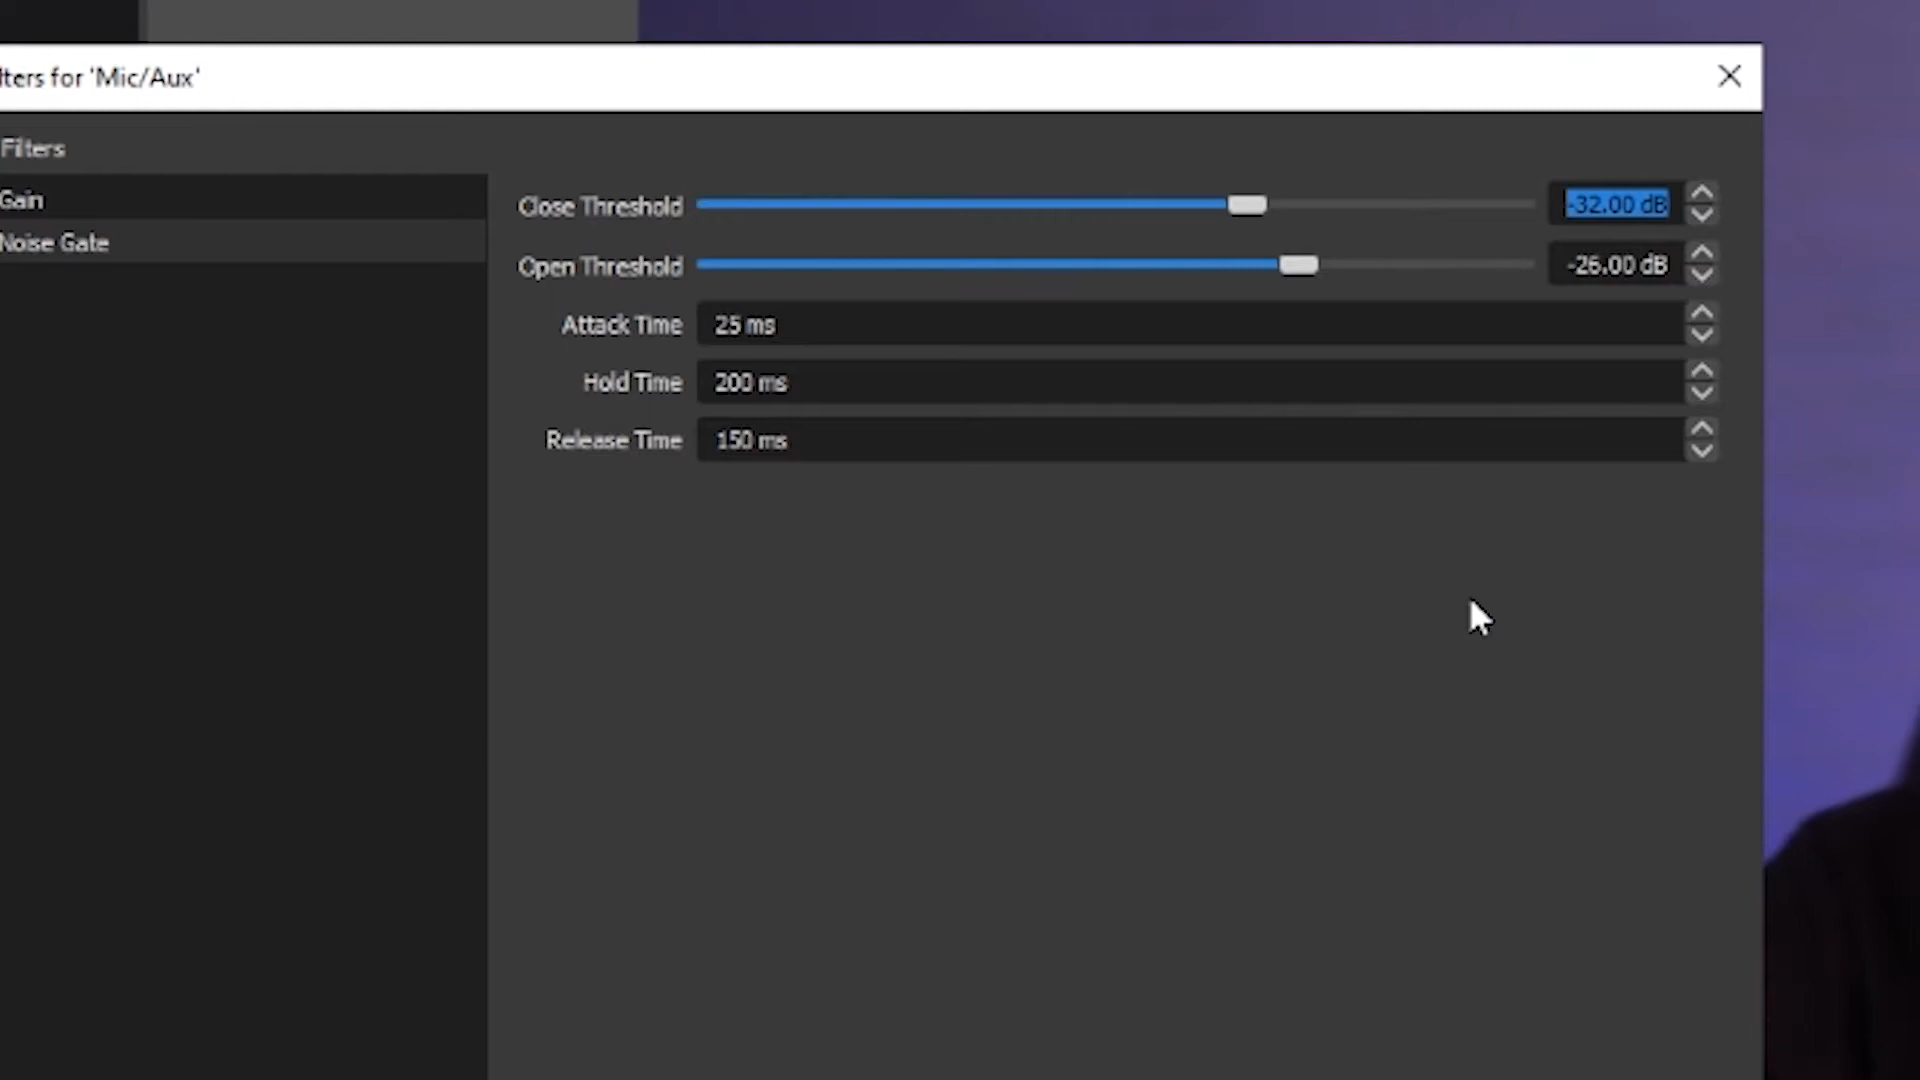 lters for 'Mic/Aux'
Filters
Gain
Noise Gate
Close Threshold -32.00 dB
Open Threshold -26.00 dB
Attack Time 25 ms
Hold Time 200 ms
Release Time 150 ms